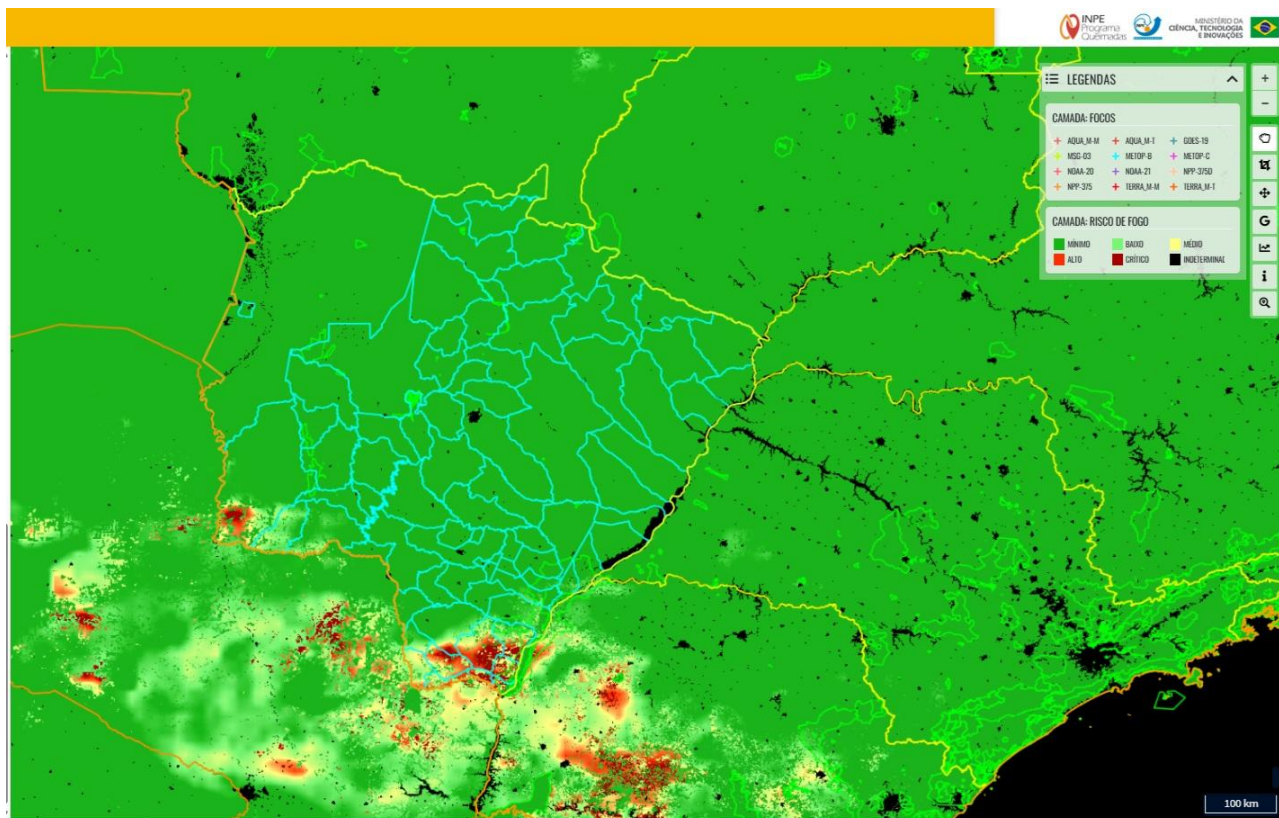 INPE
Programa
Queimadas
MINISTÉRIO DA
CIÊNCIA, TECNOLOGIA
E INOVAÇÕES
LEGENDAS
CAMADA: FOCOS
AQUA_M-M AQUA_M-T GOES-19
MSG-03 METOP-B METOP-C
NOAA-20 NOAA-21 NPP-375D
NPP-375 TERRA_M-M TERRA_M-T
CAMADA: RISCO DE FOGO
MÍNIMO BAIXO MÉDIO
ALTO CRÍTICO INDETERMINAD
+
−
G
i
100 km